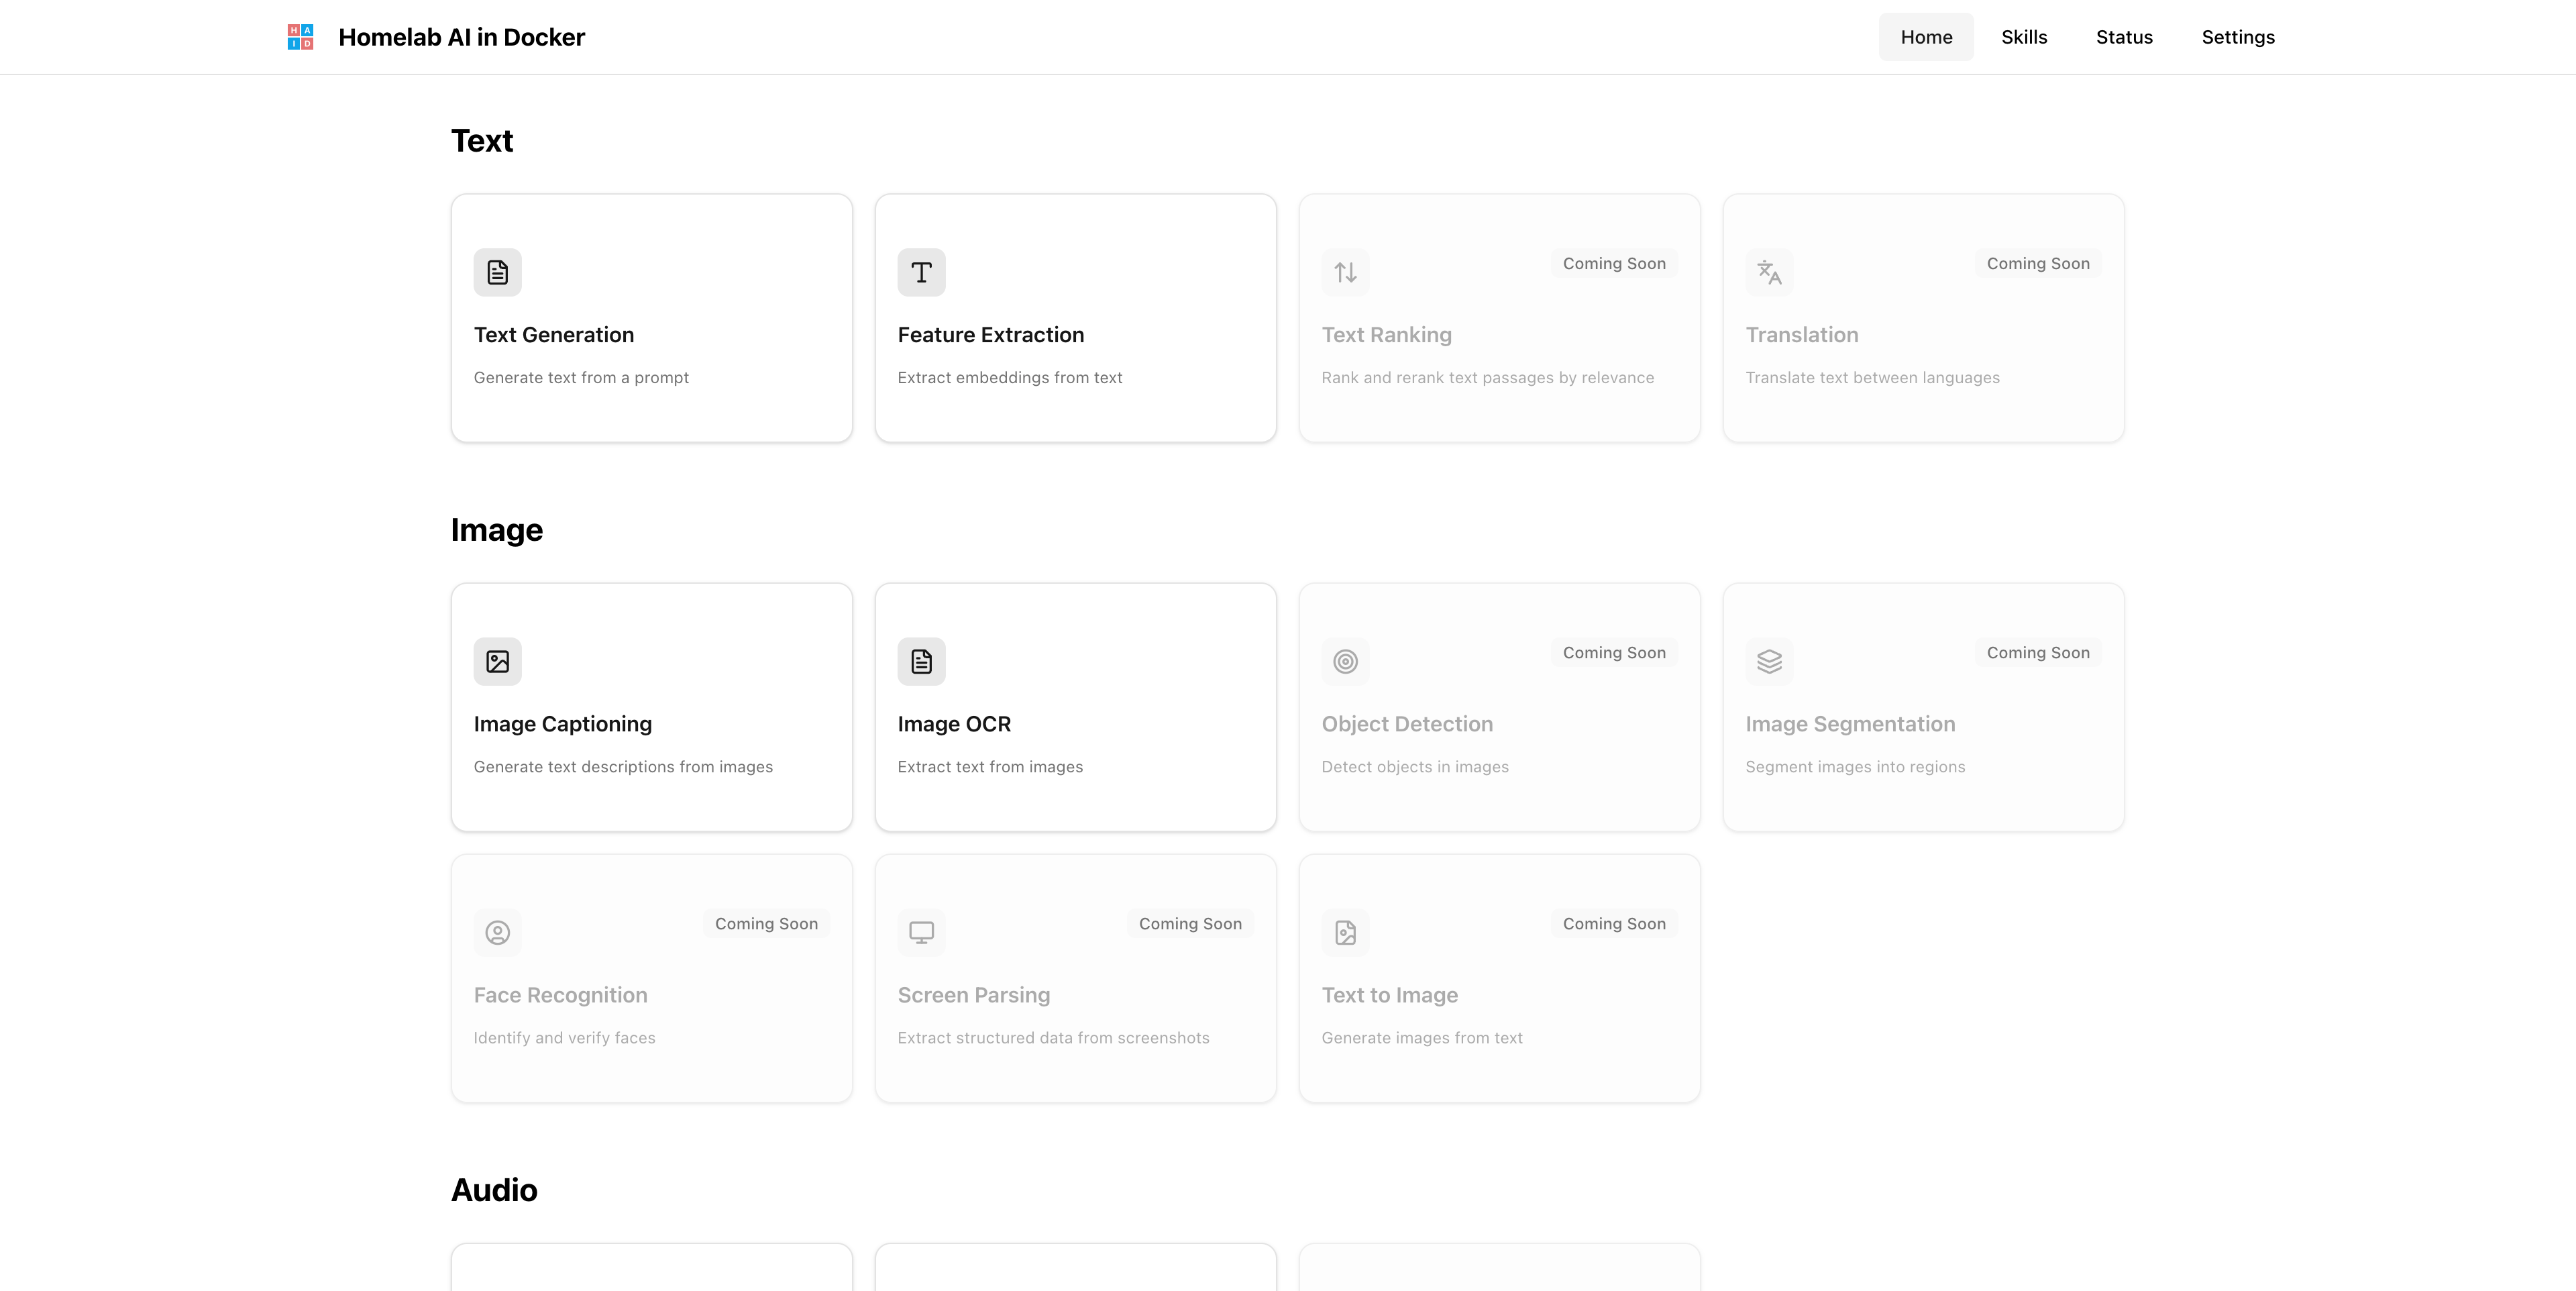 H A
I D
Homelab AI in Docker
Home Skills Status Settings
Text
Text Generation
Generate text from a prompt
Feature Extraction
Extract embeddings from text
Coming Soon
Text Ranking
Rank and rerank text passages by relevance
Coming Soon
Translation
Translate text between languages
Image
Image Captioning
Generate text descriptions from images
Image OCR
Extract text from images
Coming Soon
Object Detection
Detect objects in images
Coming Soon
Image Segmentation
Segment images into regions
Coming Soon
Face Recognition
Identify and verify faces
Coming Soon
Screen Parsing
Extract structured data from screenshots
Coming Soon
Text to Image
Generate images from text
Audio